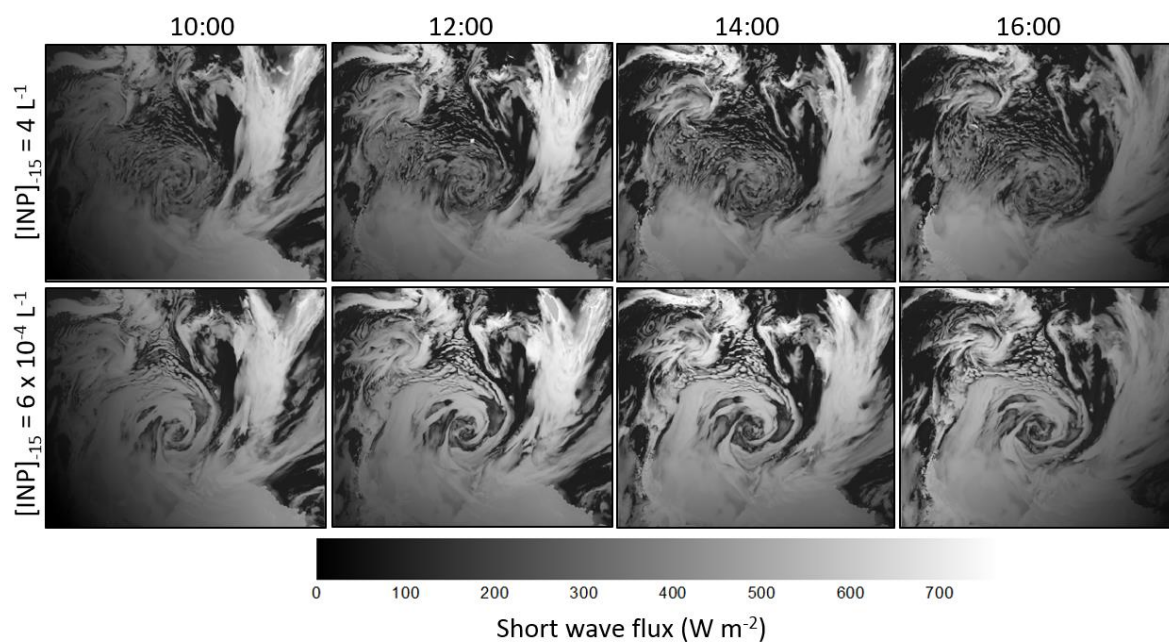 10:00 12:00 14:00 16:00
[INP]₋₁₅ = 4 L⁻¹
[INP]₋₁₅ = 6 x 10⁻⁴ L⁻¹
0 100 200 300 400 500 600 700
Short wave flux (W m⁻²)